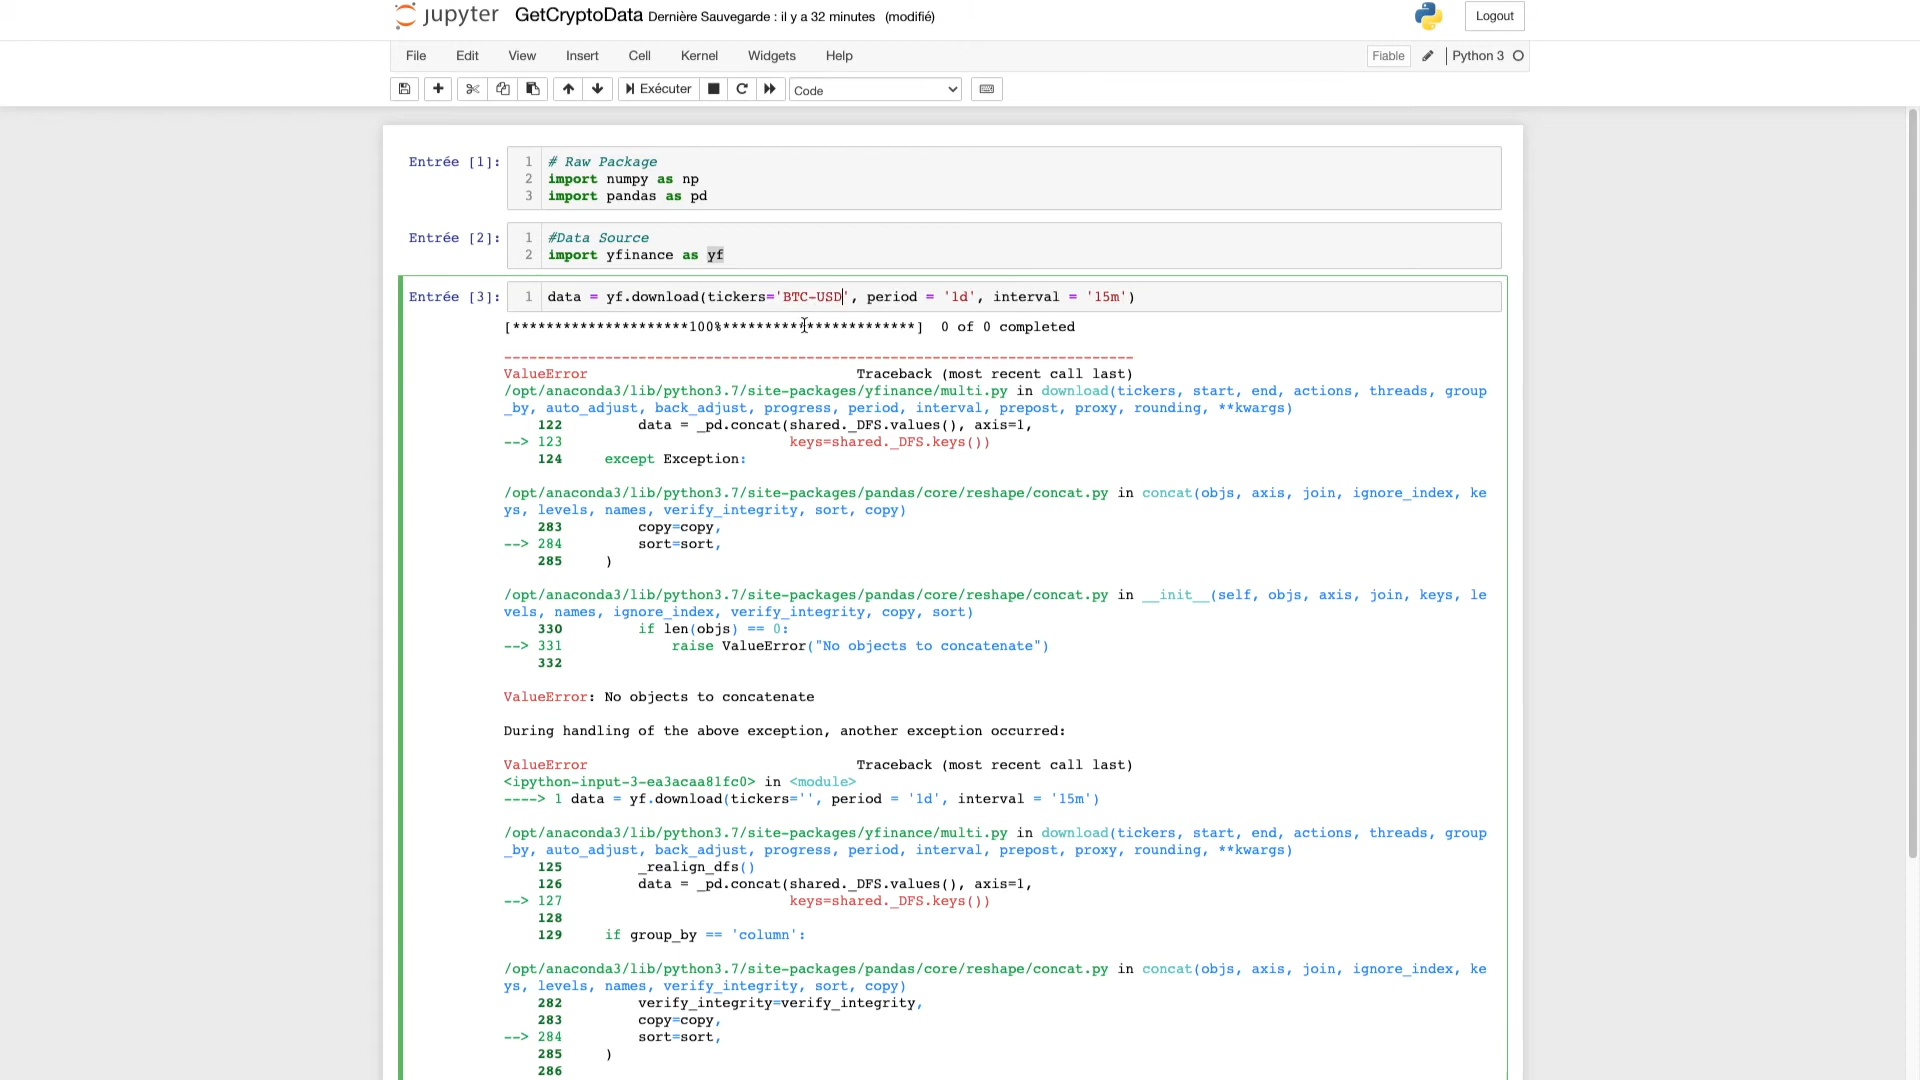 jupyter GetCryptoData Dernière Sauvegarde : il y a 32 minutes (modifié) Logout
File Edit View Insert Cell Kernel Widgets Help Fiable Python 3
Exécuter Code
Entrée [1]: 1 # Raw Package
2 import numpy as np
3 import pandas as pd
Entrée [2]: 1 #Data Source
2 import yfinance as yf
Entrée [3]: 1 data = yf.download(tickers='BTC-USD', period = '1d', interval = '15m')
[*********************100%***********************] 0 of 0 completed
---------------------------------------------------------------------------
ValueError Traceback (most recent call last)
/opt/anaconda3/lib/python3.7/site-packages/yfinance/multi.py in download(tickers, start, end, actions, threads, group
_by, auto_adjust, back_adjust, progress, period, interval, prepost, proxy, rounding, **kwargs)
122 data = _pd.concat(shared._DFS.values(), axis=1,
--> 123 keys=shared._DFS.keys())
124 except Exception:
/opt/anaconda3/lib/python3.7/site-packages/pandas/core/reshape/concat.py in concat(objs, axis, join, ignore_index, ke
ys, levels, names, verify_integrity, sort, copy)
283 copy=copy,
--> 284 sort=sort,
285 )
/opt/anaconda3/lib/python3.7/site-packages/pandas/core/reshape/concat.py in __init__(self, objs, axis, join, keys, le
vels, names, ignore_index, verify_integrity, copy, sort)
330 if len(objs) == 0:
--> 331 raise ValueError("No objects to concatenate")
332
ValueError: No objects to concatenate
During handling of the above exception, another exception occurred:
ValueError Traceback (most recent call last)
<ipython-input-3-ea3acaa81fc0> in <module>
----> 1 data = yf.download(tickers='', period = '1d', interval = '15m')
/opt/anaconda3/lib/python3.7/site-packages/yfinance/multi.py in download(tickers, start, end, actions, threads, group
_by, auto_adjust, back_adjust, progress, period, interval, prepost, proxy, rounding, **kwargs)
125 _realign_dfs()
126 data = _pd.concat(shared._DFS.values(), axis=1,
--> 127 keys=shared._DFS.keys())
128
129 if group_by == 'column':
/opt/anaconda3/lib/python3.7/site-packages/pandas/core/reshape/concat.py in concat(objs, axis, join, ignore_index, ke
ys, levels, names, verify_integrity, sort, copy)
282 verify_integrity=verify_integrity,
283 copy=copy,
--> 284 sort=sort,
285 )
286